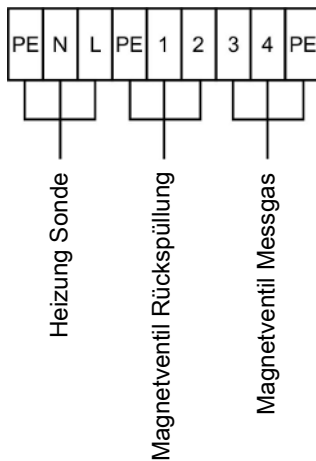 PE N L PE 1 2 3 4 PE
Heizung Sonde
Magnetventil Rückspüllung
Magnetventil Messgas